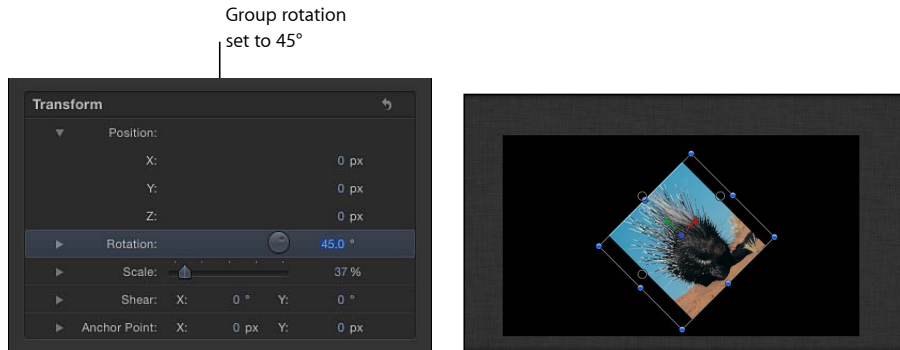 Group rotation
set to 45°
Transform
Position:
X: 0 px
Y: 0 px
Z: 0 px
Rotation: 45.0 °
Scale: 37 %
Shear: X: 0 ° Y: 0 °
Anchor Point: X: 0 px Y: 0 px